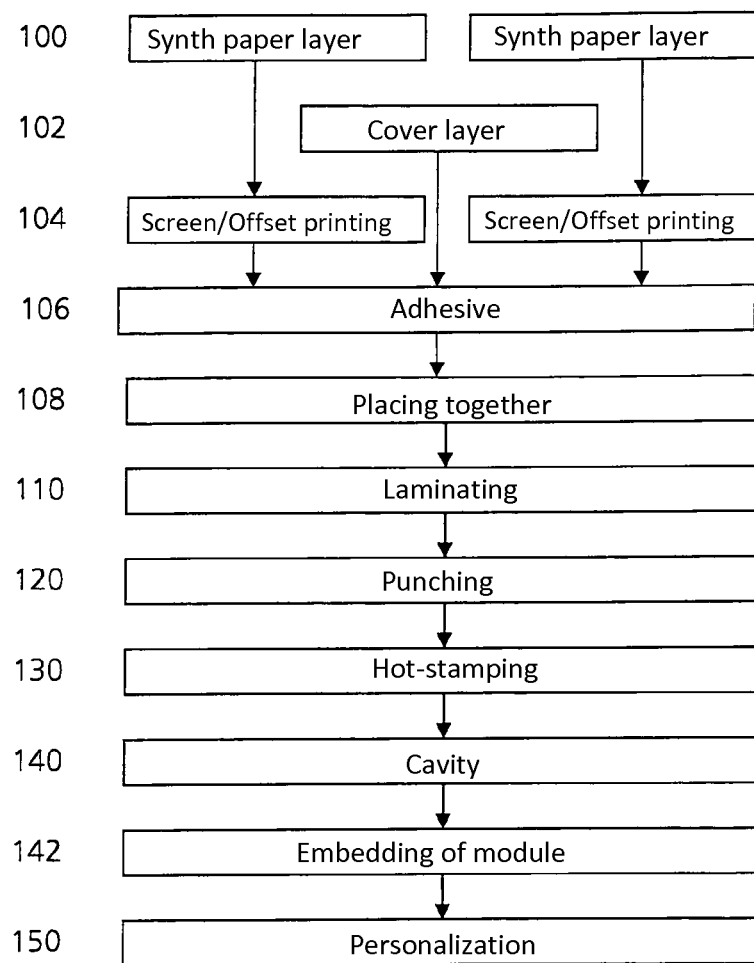 100 Synth paper layer Synth paper layer
102 Cover layer
104 Screen/Offset printing Screen/Offset printing
106 Adhesive
108 Placing together
110 Laminating
120 Punching
130 Hot-stamping
140 Cavity
142 Embedding of module
150 Personalization